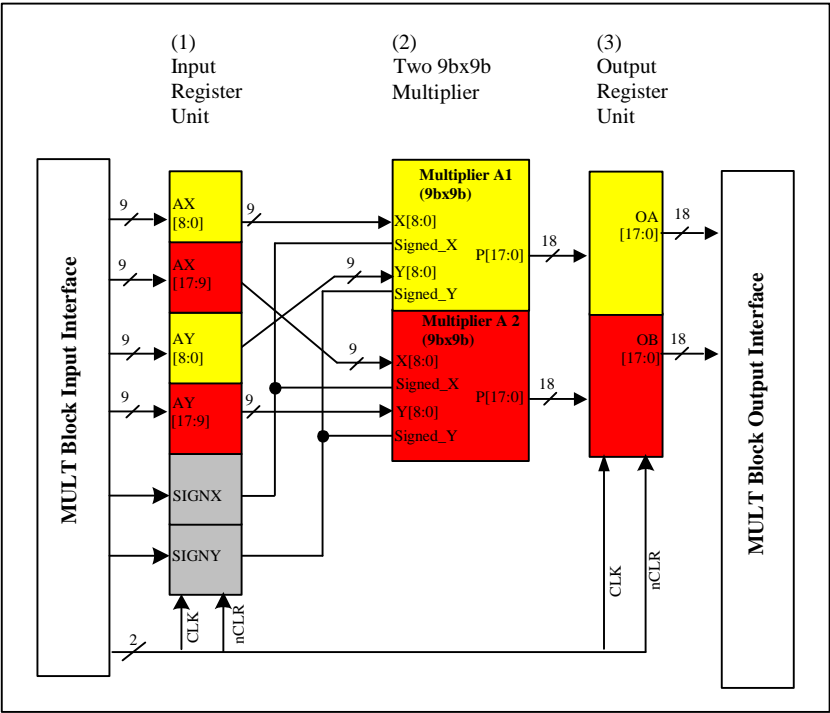 (1)
Input
Register
Unit
(2)
Two 9bx9b
Multiplier
(3)
Output
Register
Unit
MULT Block Input Interface
9
9
9
9
2
AX
[8:0]
AX
[17:9]
AY
[8:0]
AY
[17:9]
SIGNX
SIGNY
CLK
nCLR
9
9
9
9
Multiplier A1
(9bx9b)
X[8:0]
Signed_X
Y[8:0]
Signed_Y
P[17:0]
Multiplier A 2
(9bx9b)
X[8:0]
Signed_X
Y[8:0]
Signed_Y
P[17:0]
18
18
OA
[17:0]
OB
[17:0]
CLK
nCLR
18
18
MULT Block Output Interface